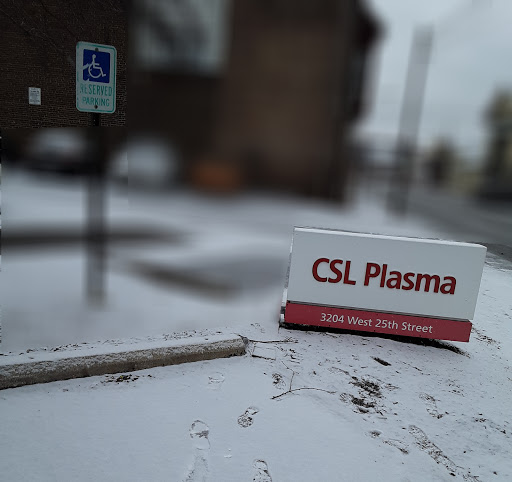 RESERVED
PARKING
CSL Plasma
3204 West 25th Street